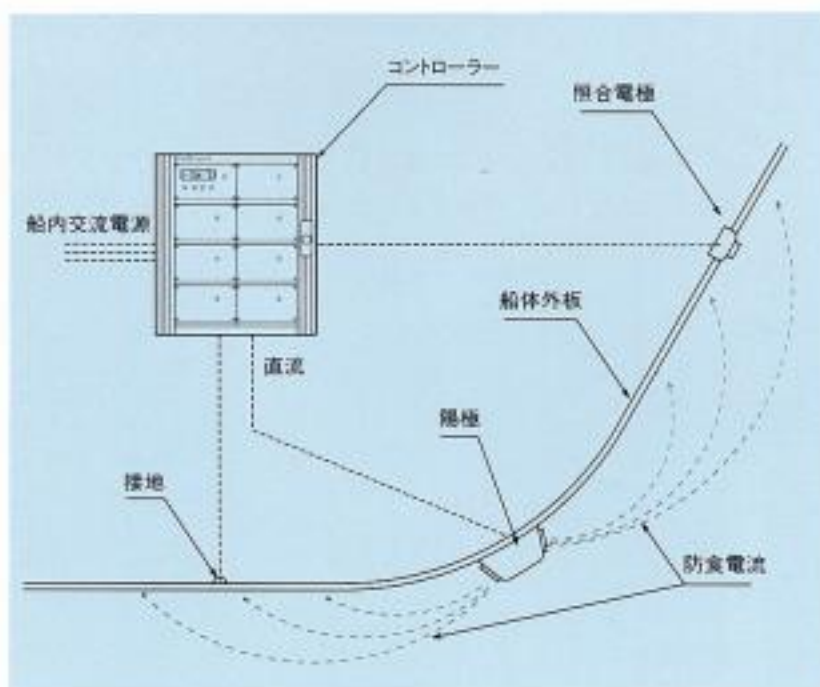 コントローラー
照合電極
船内交流電源
船体外板
直流
陽極
接地
防食電流